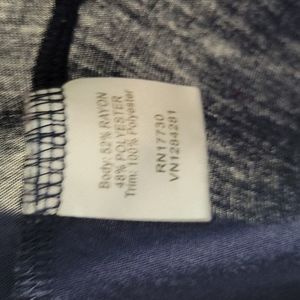 Body: 52% RAYON
48% POLYESTER
Trim: 100% Polyester
RN17730
VN1284281